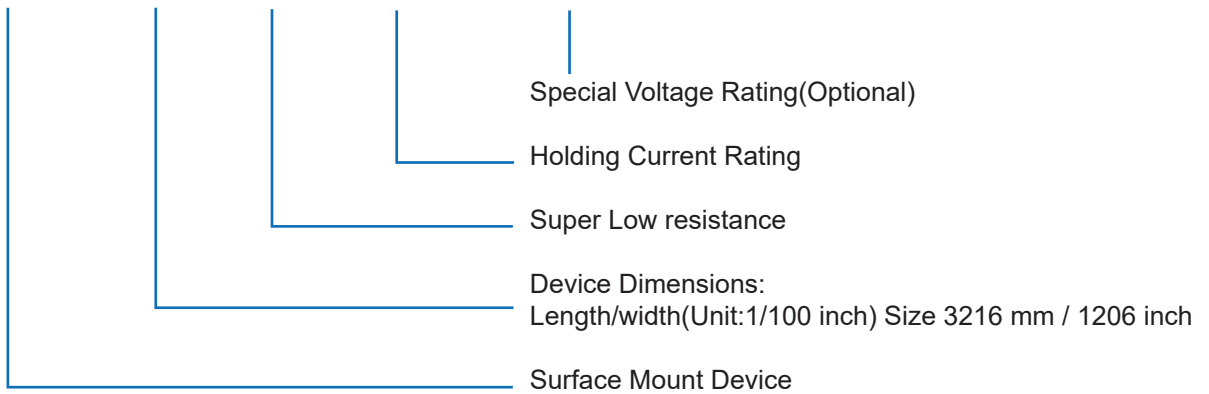 Special Voltage Rating(Optional)
Holding Current Rating
Super Low resistance
Device Dimensions:
Length/width(Unit:1/100 inch) Size 3216 mm / 1206 inch
Surface Mount Device